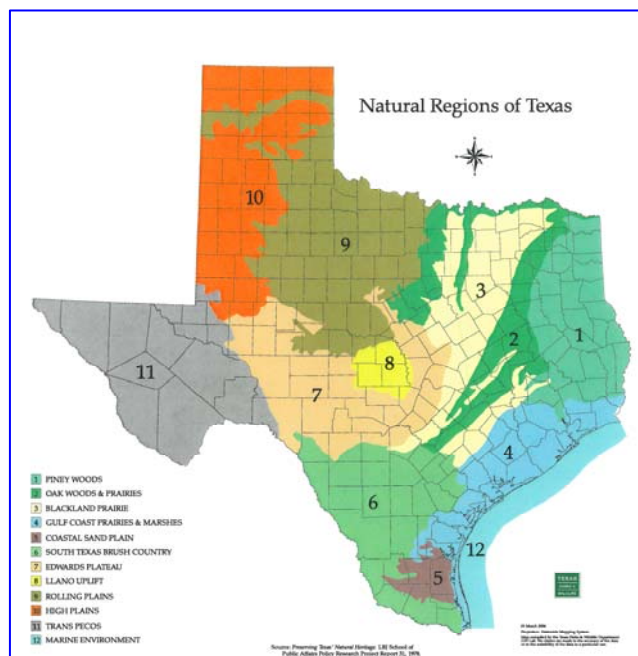 Natural Regions of Texas
10
9
3
2
1
8
11
7
4
6
12
5
1 PINEY WOODS
2 OAK WOODS & PRAIRIES
3 BLACKLAND PRAIRIE
4 GULF COAST PRAIRIES & MARSHES
5 COASTAL SAND PLAIN
6 SOUTH TEXAS BRUSH COUNTRY
7 EDWARDS PLATEAU
8 LLANO UPLIFT
9 ROLLING PLAINS
10 HIGH PLAINS
11 TRANS PECOS
12 MARINE ENVIRONMENT
TEXAS
Source: Preserving Texas' Natural Heritage. LBJ School of
Public Affairs Policy Research Project Report 31, 1978.